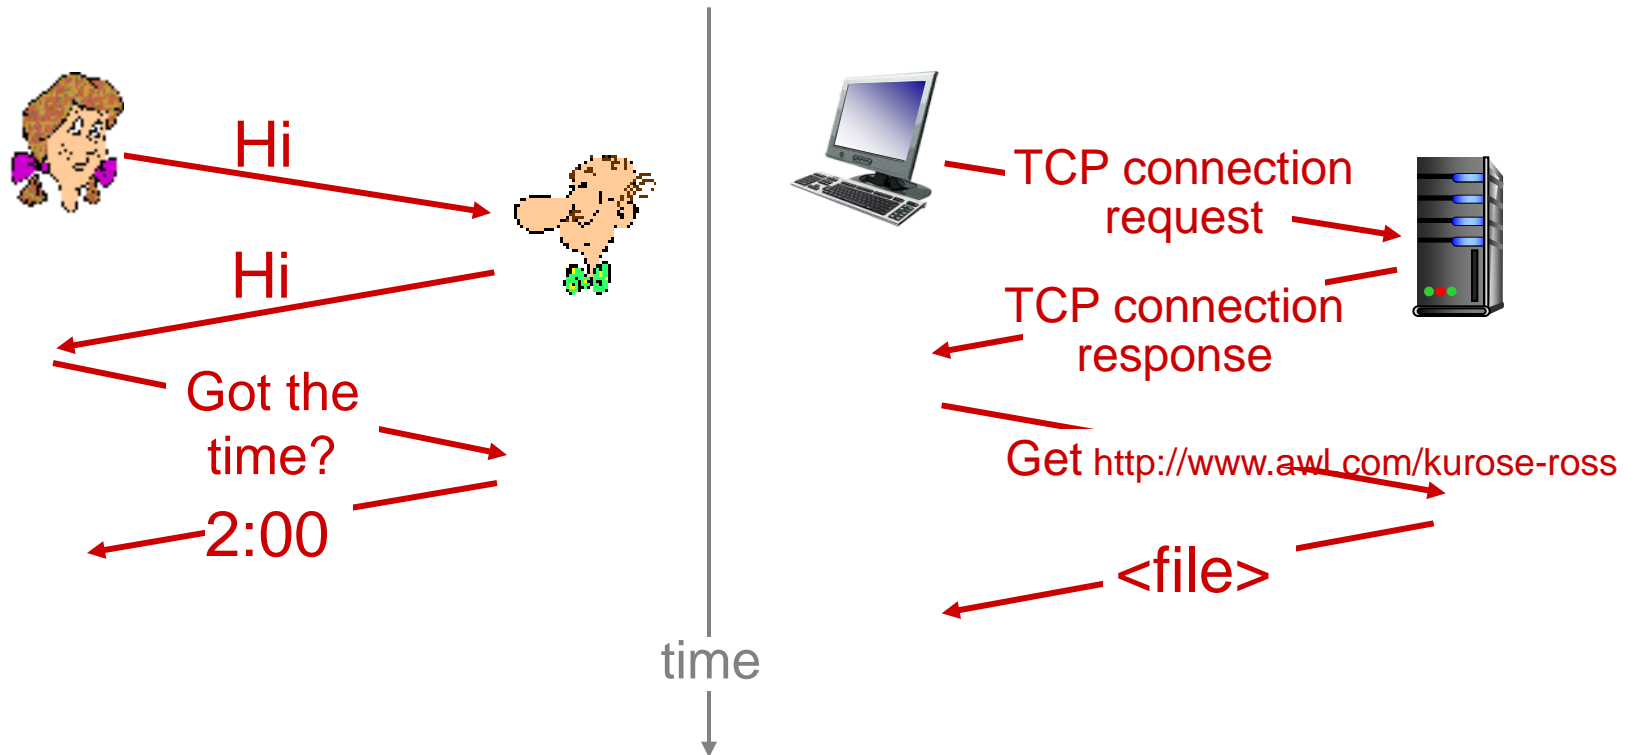 Hi
Hi
Got the
time?
2:00
time
TCP connection
request
TCP connection
response
Get http://www.awl.com/kurose-ross
<file>